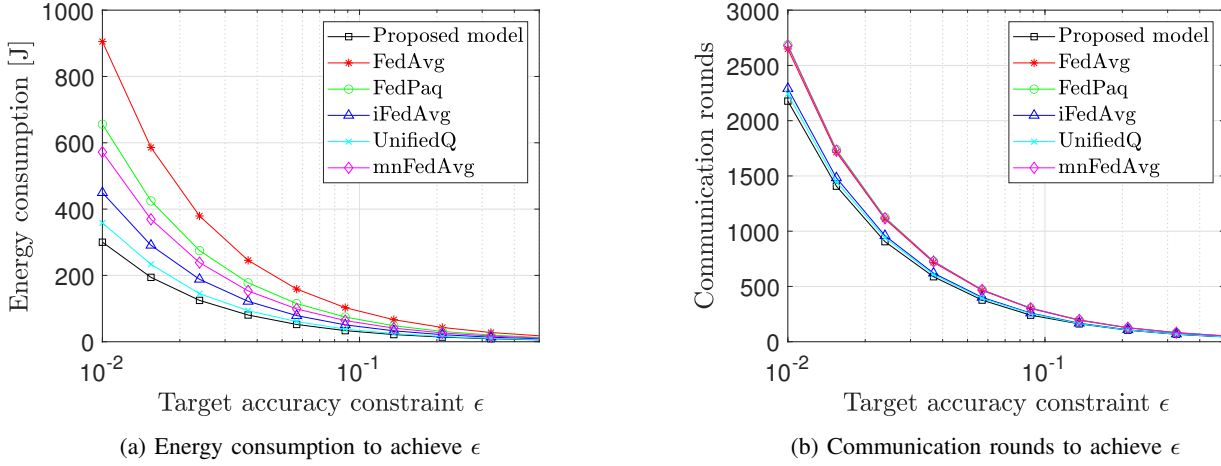 1000
800
600
400
200
0
Energy consumption [J]
10-2
10-1
Target accuracy constraint ϵ
Proposed model
FedAvg
FedPaq
iFedAvg
UnifiedQ
mnFedAvg
(a) Energy consumption to achieve ϵ
3000
2500
2000
1500
1000
500
0
Communication rounds
10-2
10-1
Target accuracy constraint ϵ
Proposed model
FedAvg
FedPaq
iFedAvg
UnifiedQ
mnFedAvg
(b) Communication rounds to achieve ϵ